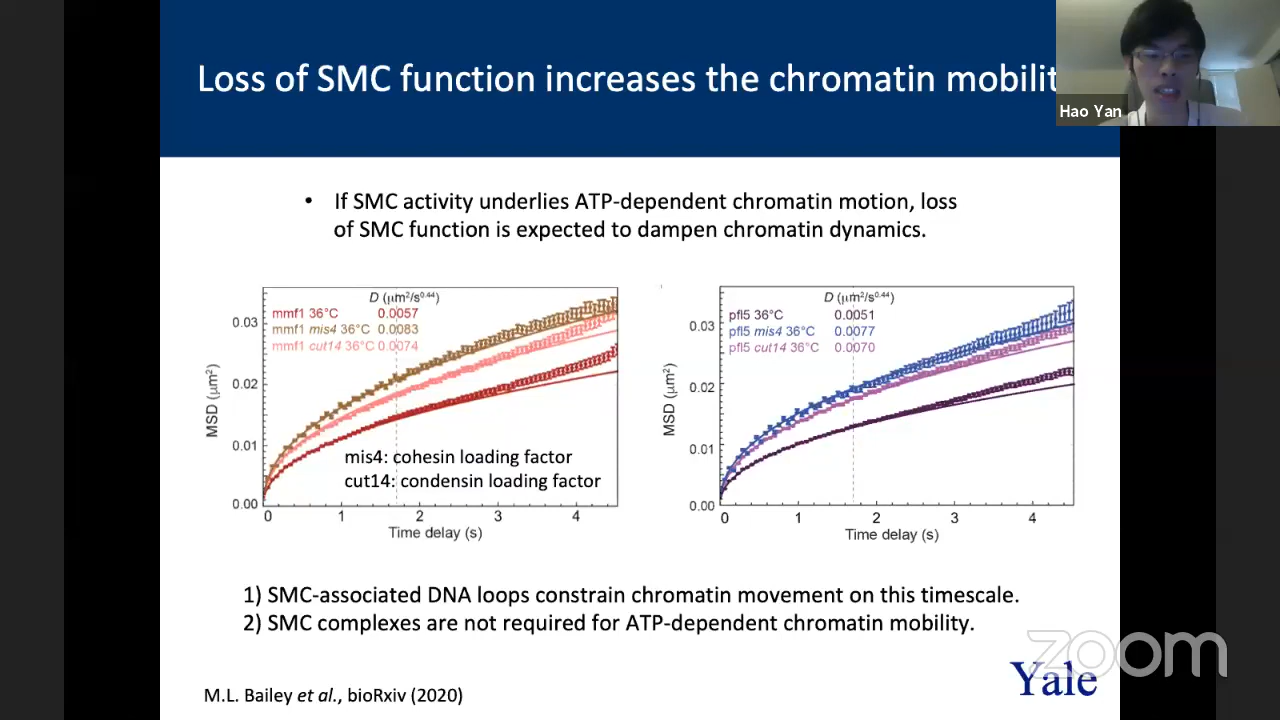 Loss of SMC function increases the chromatin mobilit
Hao Yan
• If SMC activity underlies ATP-dependent chromatin motion, loss
of SMC function is expected to dampen chromatin dynamics.
D (μm²/s⁰·⁴⁴)
mmf1 36°C 0.0057
mmf1 mis4 36°C 0.0083
mmf1 cut14 36°C 0.0074
0.03
0.02
0.01
0.00
MSD (μm²)
mis4: cohesin loading factor
cut14: condensin loading factor
0 1 2 3 4
Time delay (s)
D (μm²/s⁰·⁴⁴)
pfl5 36°C 0.0051
pfl5 mis4 36°C 0.0077
pfl5 cut14 36°C 0.0070
0.03
0.02
0.01
0.00
MSD (μm²)
0 1 2 3 4
Time delay (s)
1) SMC-associated DNA loops constrain chromatin movement on this timescale.
2) SMC complexes are not required for ATP-dependent chromatin mobility.
zoom
Yale
M.L. Bailey et al., bioRxiv (2020)